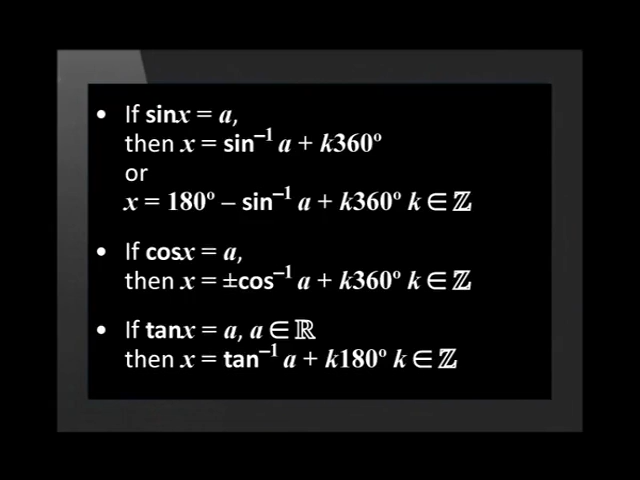 • If sinx = a,
then x = sin⁻¹ a + k360º
or
x = 180º – sin⁻¹ a + k360º k ∈ ℤ
• If cosx = a,
then x = ±cos⁻¹ a + k360º k ∈ ℤ
• If tanx = a, a ∈ ℝ
then x = tan⁻¹ a + k180º k ∈ ℤ